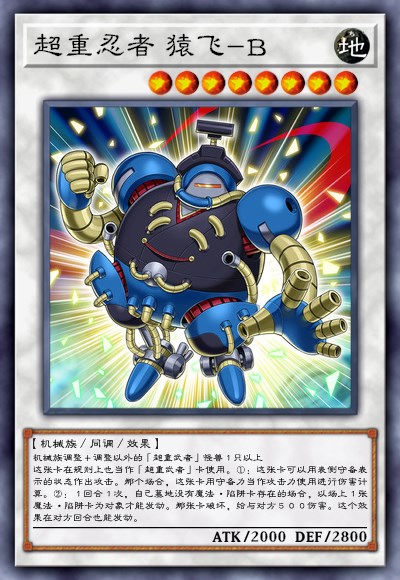 超重忍者 猿飞-B
地
【机械族／同调／效果】
机械族调整＋调整以外的「超重武者」怪兽1只以上
这张卡在规则上也当作「超重武者」卡使用。①：这张卡可以用表侧守备表
示的状态作出攻击。那个场合，这张卡用守备力当作攻击力使用进行伤害计
算。②：1回合1次，自己墓地没有魔法·陷阱卡存在的场合，以场上1张
魔法·陷阱卡为对象才能发动。那张卡破坏，给与对方500伤害。这个效
果在对方回合也能发动。
ATK/2000 DEF/2800